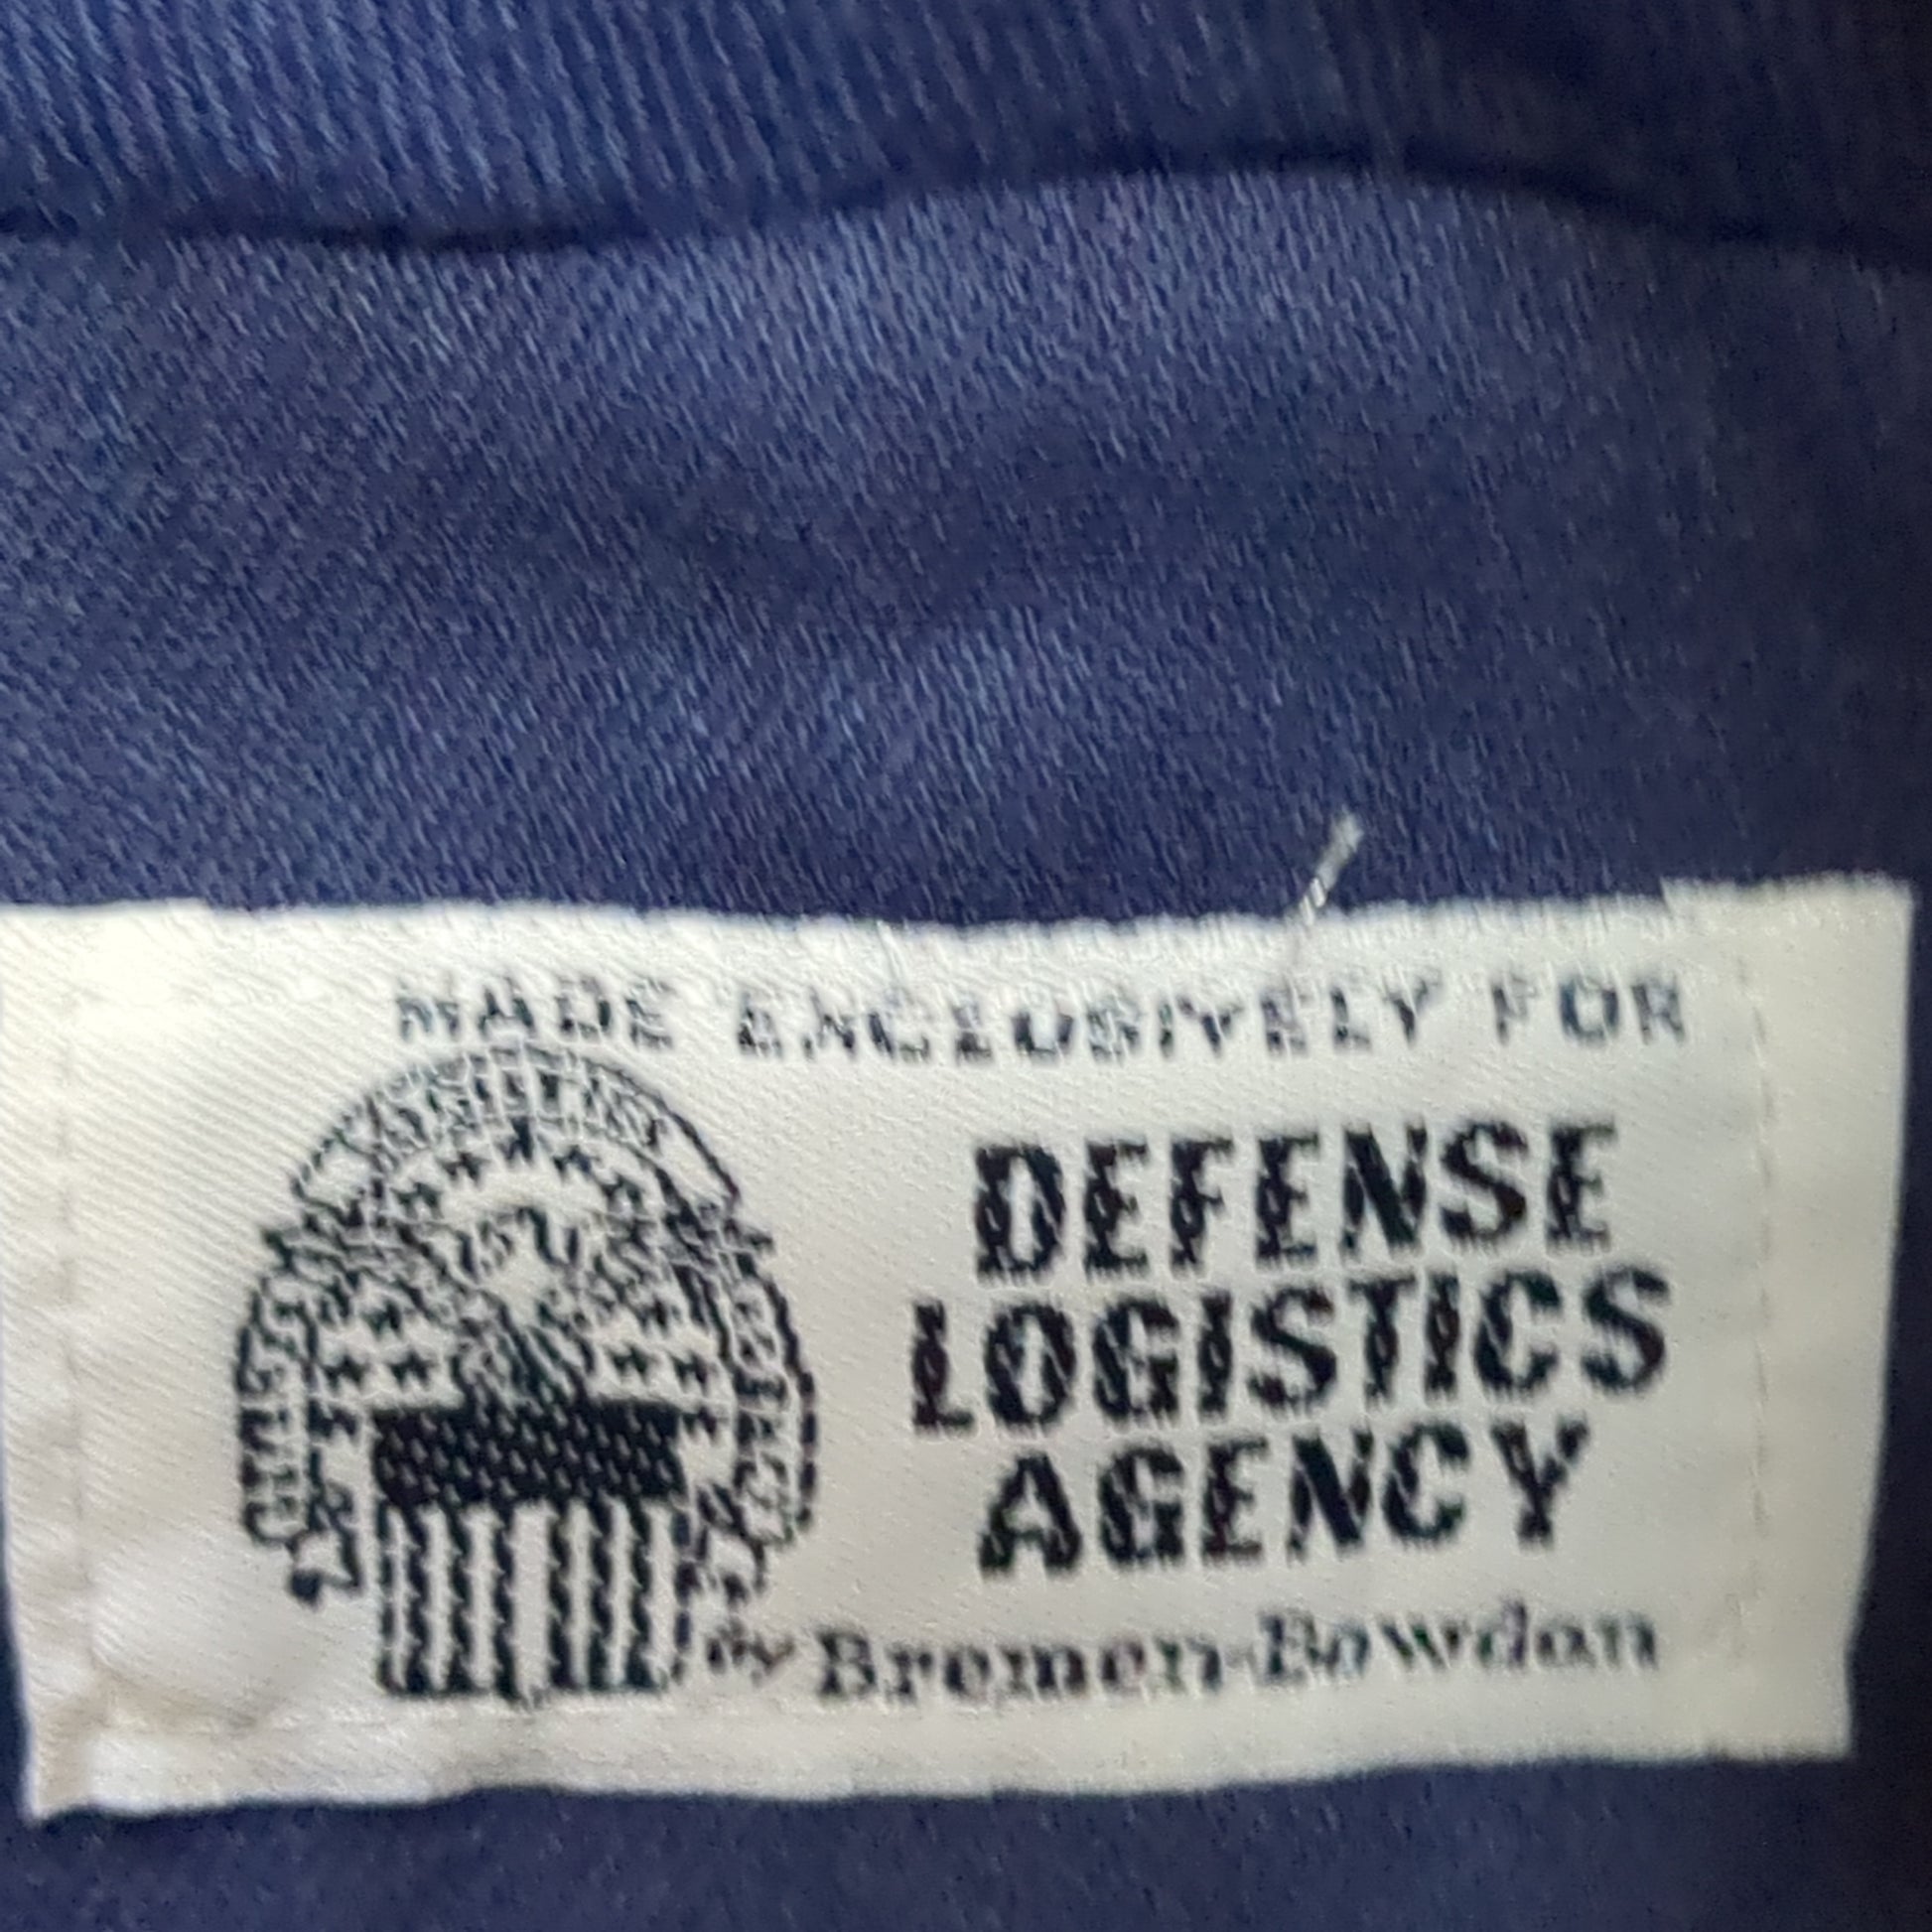 MADE EXCLUSIVELY FOR
DEFENSE
LOGISTICS
AGENCY
by Bremen-Bowdon